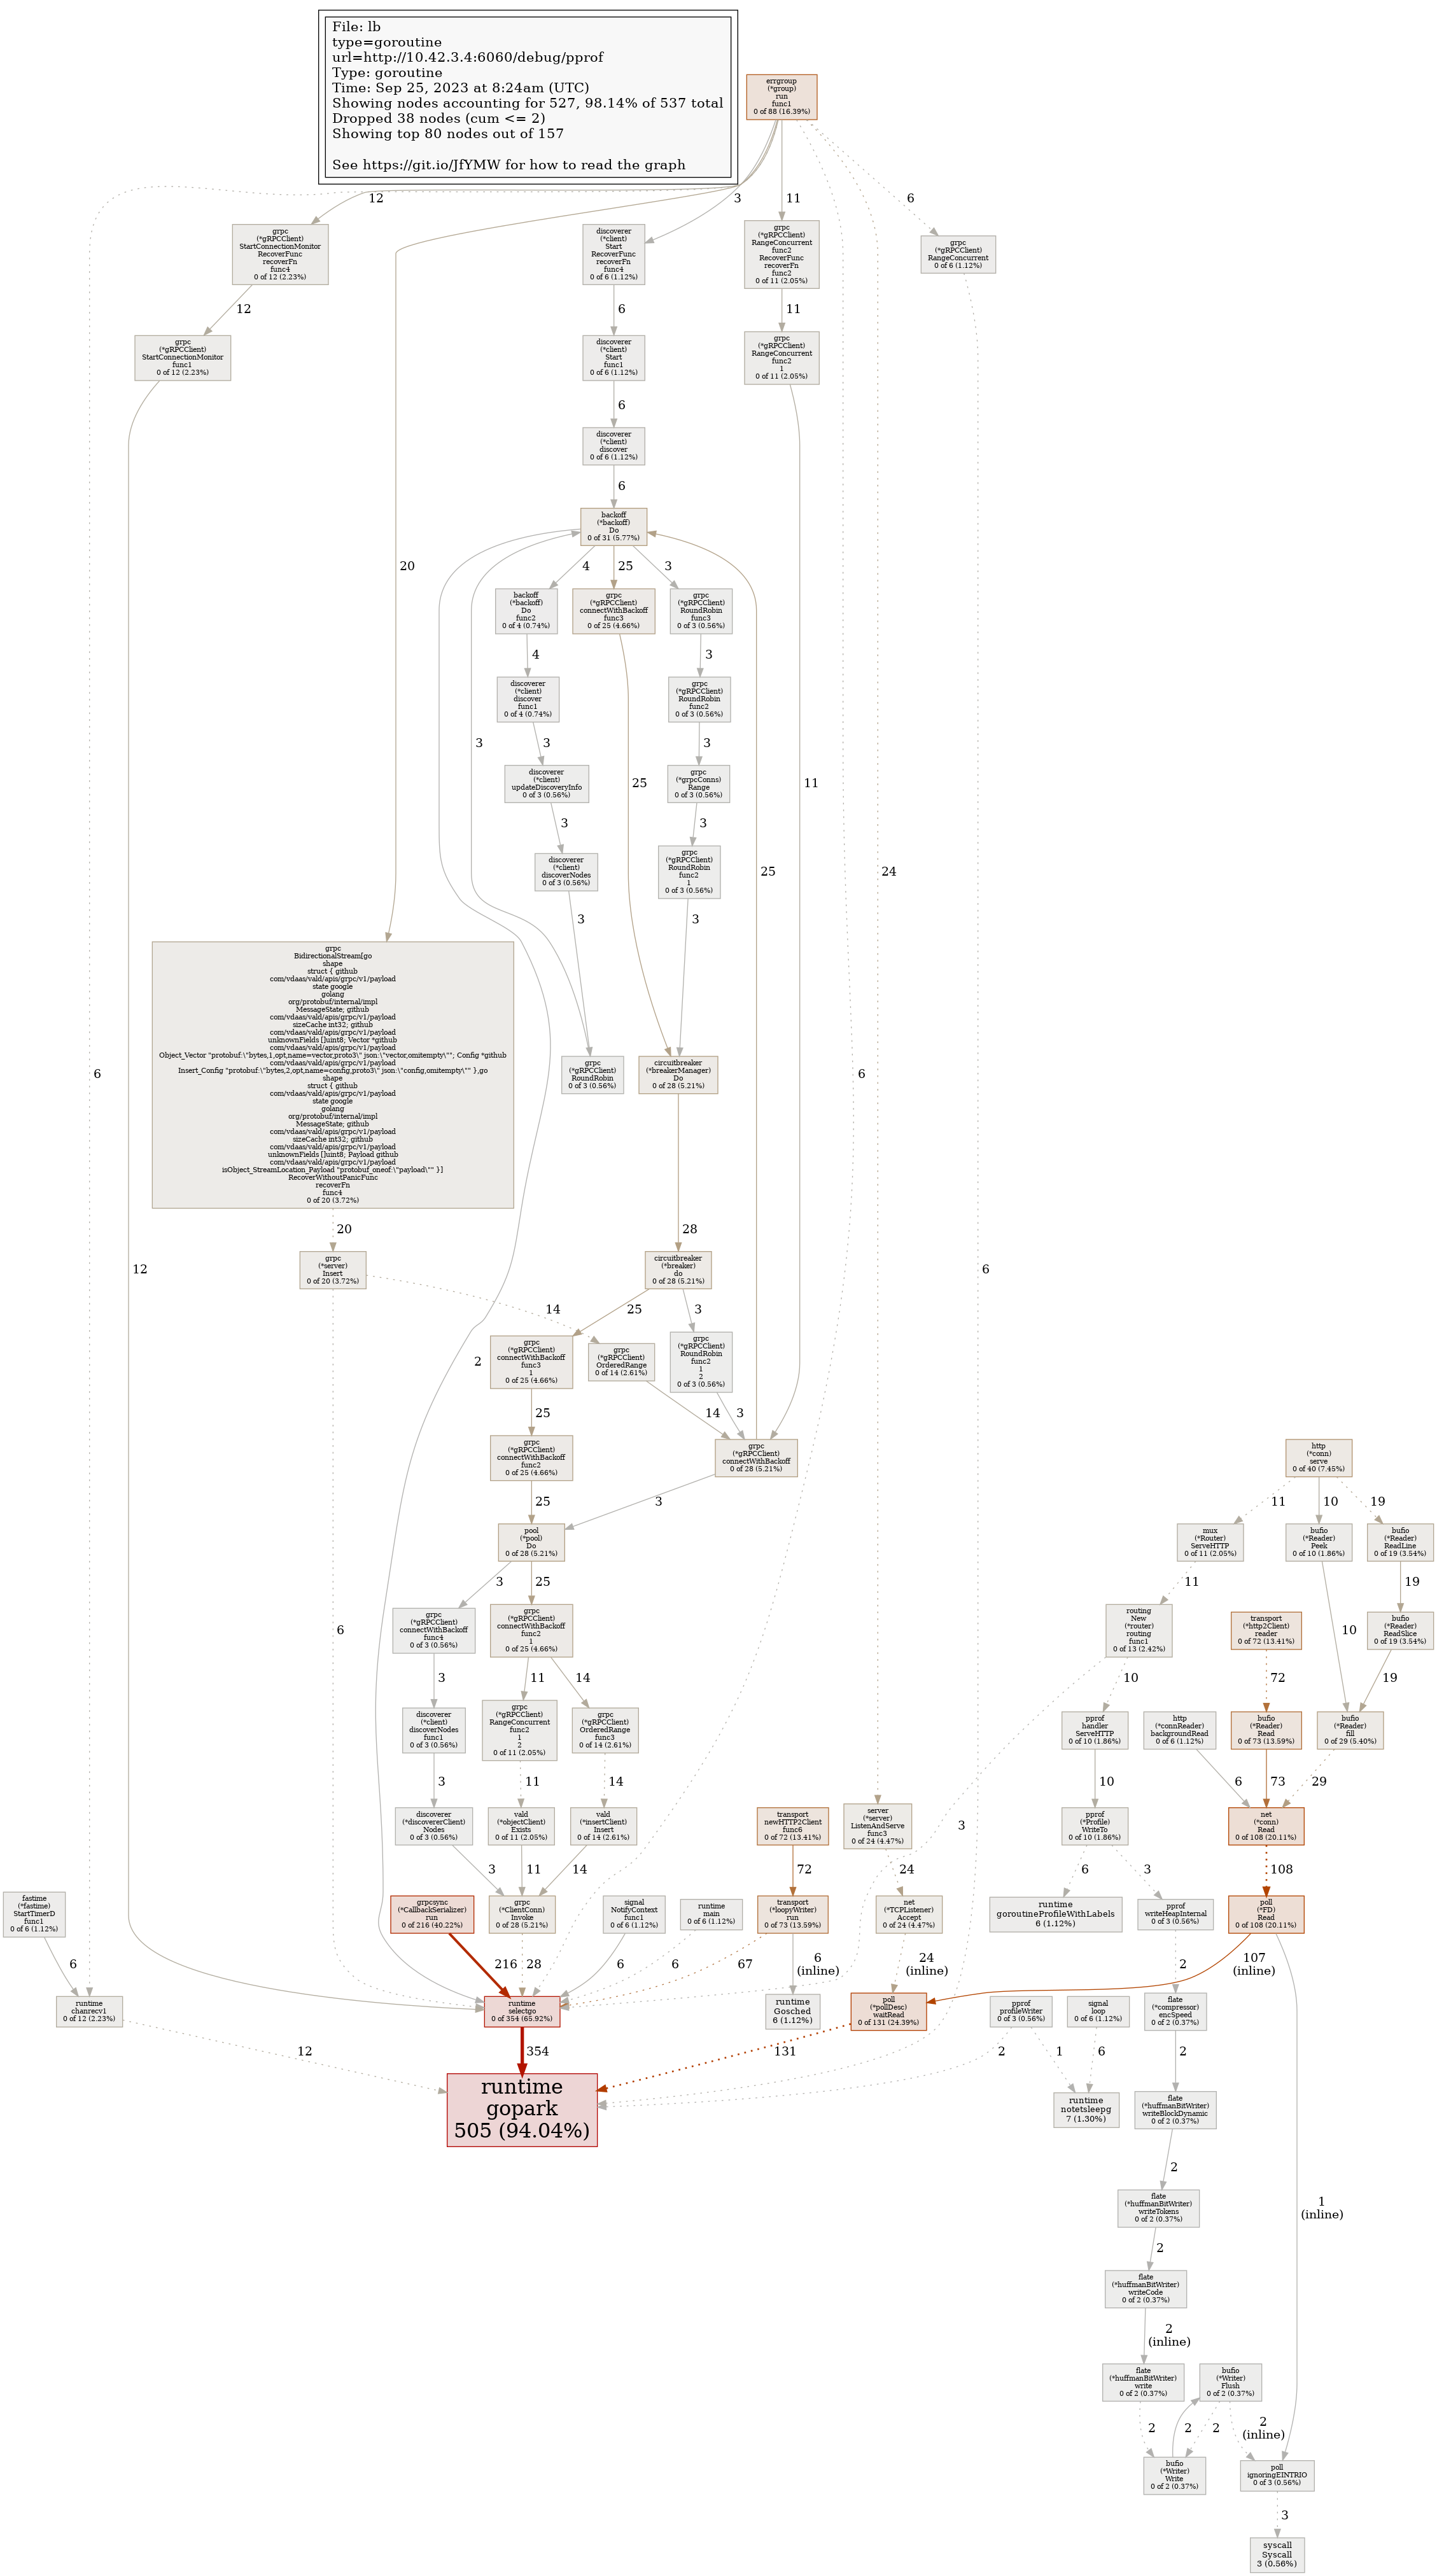 File: lb
type=goroutine
url=http://10.42.3.4:6060/debug/pprof
Type: goroutine
Time: Sep 25, 2023 at 8:24am (UTC)
Showing nodes accounting for 527, 98.14% of 537 total
Dropped 38 nodes (cum <= 2)
Showing top 80 nodes out of 157
See https://git.io/JfYMW for how to read the graph
errgroup
(*group)
run
func1
0 of 88 (16.39%)
12
3
11
6
grpc
(*gRPCClient)
StartConnectionMonitor
RecoverFunc
recoverFn
func4
0 of 12 (2.23%)
discoverer
(*client)
Start
RecoverFunc
recoverFn
func4
0 of 6 (1.12%)
grpc
(*gRPCClient)
RangeConcurrent
func2
RecoverFunc
recoverFn
func2
0 of 11 (2.05%)
grpc
(*gRPCClient)
RangeConcurrent
0 of 6 (1.12%)
12
6
11
grpc
(*gRPCClient)
StartConnectionMonitor
func1
0 of 12 (2.23%)
discoverer
(*client)
Start
func1
0 of 6 (1.12%)
grpc
(*gRPCClient)
RangeConcurrent
func2
1
0 of 11 (2.05%)
6
discoverer
(*client)
discover
0 of 6 (1.12%)
6
backoff
(*backoff)
Do
0 of 31 (5.77%)
20
4
25
3
backoff
(*backoff)
Do
func2
0 of 4 (0.74%)
grpc
(*gRPCClient)
connectWithBackoff
func3
0 of 25 (4.66%)
grpc
(*gRPCClient)
RoundRobin
func3
0 of 3 (0.56%)
4
3
discoverer
(*client)
discover
func1
0 of 4 (0.74%)
grpc
(*gRPCClient)
RoundRobin
func2
0 of 3 (0.56%)
3
3
3
discoverer
(*client)
updateDiscoveryInfo
0 of 3 (0.56%)
25
grpc
(*grpcConns)
Range
0 of 3 (0.56%)
11
3
3
discoverer
(*client)
discoverNodes
0 of 3 (0.56%)
grpc
(*gRPCClient)
RoundRobin
func2
1
0 of 3 (0.56%)
25
24
3
3
grpc
BidirectionalStream[go
shape
struct { github
com/vdaas/vald/apis/grpc/v1/payload
state google
golang
org/protobuf/internal/impl
MessageState; github
com/vdaas/vald/apis/grpc/v1/payload
sizeCache int32; github
com/vdaas/vald/apis/grpc/v1/payload
unknownFields []uint8; Vector *github
com/vdaas/vald/apis/grpc/v1/payload
Object_Vector "protobuf:\"bytes,1,opt,name=vector,proto3\" json:\"vector,omitempty\""; Config *github
com/vdaas/vald/apis/grpc/v1/payload
Insert_Config "protobuf:\"bytes,2,opt,name=config,proto3\" json:\"config,omitempty\"" },go
shape
struct { github
com/vdaas/vald/apis/grpc/v1/payload
state google
golang
org/protobuf/internal/impl
MessageState; github
com/vdaas/vald/apis/grpc/v1/payload
sizeCache int32; github
com/vdaas/vald/apis/grpc/v1/payload
unknownFields []uint8; Payload github
com/vdaas/vald/apis/grpc/v1/payload
isObject_StreamLocation_Payload "protobuf_oneof:\"payload\"" }]
RecoverWithoutPanicFunc
recoverFn
func4
0 of 20 (3.72%)
6
6
grpc
(*gRPCClient)
RoundRobin
0 of 3 (0.56%)
circuitbreaker
(*breakerManager)
Do
0 of 28 (5.21%)
20
28
12
grpc
(*server)
Insert
0 of 20 (3.72%)
circuitbreaker
(*breaker)
do
0 of 28 (5.21%)
6
14
25
3
2
grpc
(*gRPCClient)
connectWithBackoff
func3
1
0 of 25 (4.66%)
grpc
(*gRPCClient)
OrderedRange
0 of 14 (2.61%)
grpc
(*gRPCClient)
RoundRobin
func2
1
2
0 of 3 (0.56%)
25
14
3
grpc
(*gRPCClient)
connectWithBackoff
func2
0 of 25 (4.66%)
grpc
(*gRPCClient)
connectWithBackoff
0 of 28 (5.21%)
http
(*conn)
serve
0 of 40 (7.45%)
25
3
11
10
19
pool
(*pool)
Do
0 of 28 (5.21%)
mux
(*Router)
ServeHTTP
0 of 11 (2.05%)
bufio
(*Reader)
Peek
0 of 10 (1.86%)
bufio
(*Reader)
ReadLine
0 of 19 (3.54%)
3
25
11
19
grpc
(*gRPCClient)
connectWithBackoff
func4
0 of 3 (0.56%)
grpc
(*gRPCClient)
connectWithBackoff
func2
1
0 of 25 (4.66%)
routing
New
(*router)
routing
func1
0 of 13 (2.42%)
transport
(*http2Client)
reader
0 of 72 (13.41%)
10
bufio
(*Reader)
ReadSlice
0 of 19 (3.54%)
6
3
11
14
10
72
19
discoverer
(*client)
discoverNodes
func1
0 of 3 (0.56%)
grpc
(*gRPCClient)
RangeConcurrent
func2
1
2
0 of 11 (2.05%)
grpc
(*gRPCClient)
OrderedRange
func3
0 of 14 (2.61%)
pprof
handler
ServeHTTP
0 of 10 (1.86%)
http
(*connReader)
backgroundRead
0 of 6 (1.12%)
bufio
(*Reader)
Read
0 of 73 (13.59%)
bufio
(*Reader)
fill
0 of 29 (5.40%)
3
11
14
10
6
73
29
discoverer
(*discovererClient)
Nodes
0 of 3 (0.56%)
vald
(*objectClient)
Exists
0 of 11 (2.05%)
vald
(*insertClient)
Insert
0 of 14 (2.61%)
transport
newHTTP2Client
func6
0 of 72 (13.41%)
server
(*server)
ListenAndServe
func3
0 of 24 (4.47%)
3
pprof
(*Profile)
WriteTo
0 of 10 (1.86%)
net
(*conn)
Read
0 of 108 (20.11%)
3
11
14
72
24
6
3
108
fastime
(*fastime)
StartTimerD
func1
0 of 6 (1.12%)
grpcsync
(*CallbackSerializer)
run
0 of 216 (40.22%)
grpc
(*ClientConn)
Invoke
0 of 28 (5.21%)
signal
NotifyContext
func1
0 of 6 (1.12%)
runtime
main
0 of 6 (1.12%)
transport
(*loopyWriter)
run
0 of 73 (13.59%)
net
(*TCPListener)
Accept
0 of 24 (4.47%)
runtime
goroutineProfileWithLabels
6 (1.12%)
pprof
writeHeapInternal
0 of 3 (0.56%)
poll
(*FD)
Read
0 of 108 (20.11%)
6
216
28
6
6
67
6
(inline)
24
(inline)
2
107
(inline)
runtime
chanrecv1
0 of 12 (2.23%)
runtime
selectgo
0 of 354 (65.92%)
runtime
Gosched
6 (1.12%)
poll
(*pollDesc)
waitRead
0 of 131 (24.39%)
pprof
profileWriter
0 of 3 (0.56%)
signal
loop
0 of 6 (1.12%)
flate
(*compressor)
encSpeed
0 of 2 (0.37%)
12
354
131
2
1
6
2
runtime
gopark
505 (94.04%)
runtime
notetsleepg
7 (1.30%)
flate
(*huffmanBitWriter)
writeBlockDynamic
0 of 2 (0.37%)
2
flate
(*huffmanBitWriter)
writeTokens
0 of 2 (0.37%)
1
(inline)
2
flate
(*huffmanBitWriter)
writeCode
0 of 2 (0.37%)
2
(inline)
flate
(*huffmanBitWriter)
write
0 of 2 (0.37%)
bufio
(*Writer)
Flush
0 of 2 (0.37%)
2
2
2
2
(inline)
bufio
(*Writer)
Write
0 of 2 (0.37%)
poll
ignoringEINTRIO
0 of 3 (0.56%)
3
syscall
Syscall
3 (0.56%)